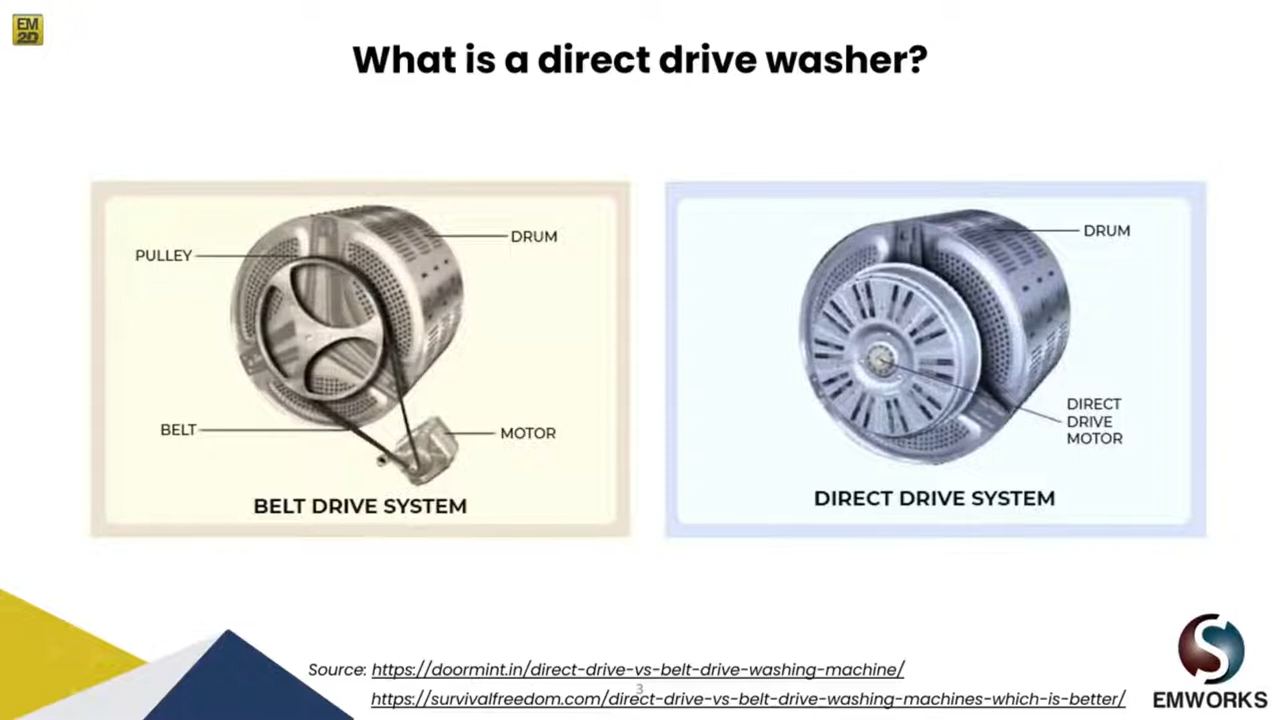 EM
2D
What is a direct drive washer?
PULLEY
DRUM
BELT
MOTOR
BELT DRIVE SYSTEM
DRUM
DIRECT
DRIVE
MOTOR
DIRECT DRIVE SYSTEM
Source: https://doormint.in/direct-drive-vs-belt-drive-washing-machine/
3
https://survivalfreedom.com/direct-drive-vs-belt-drive-washing-machines-which-is-better/
S
EMWORKS